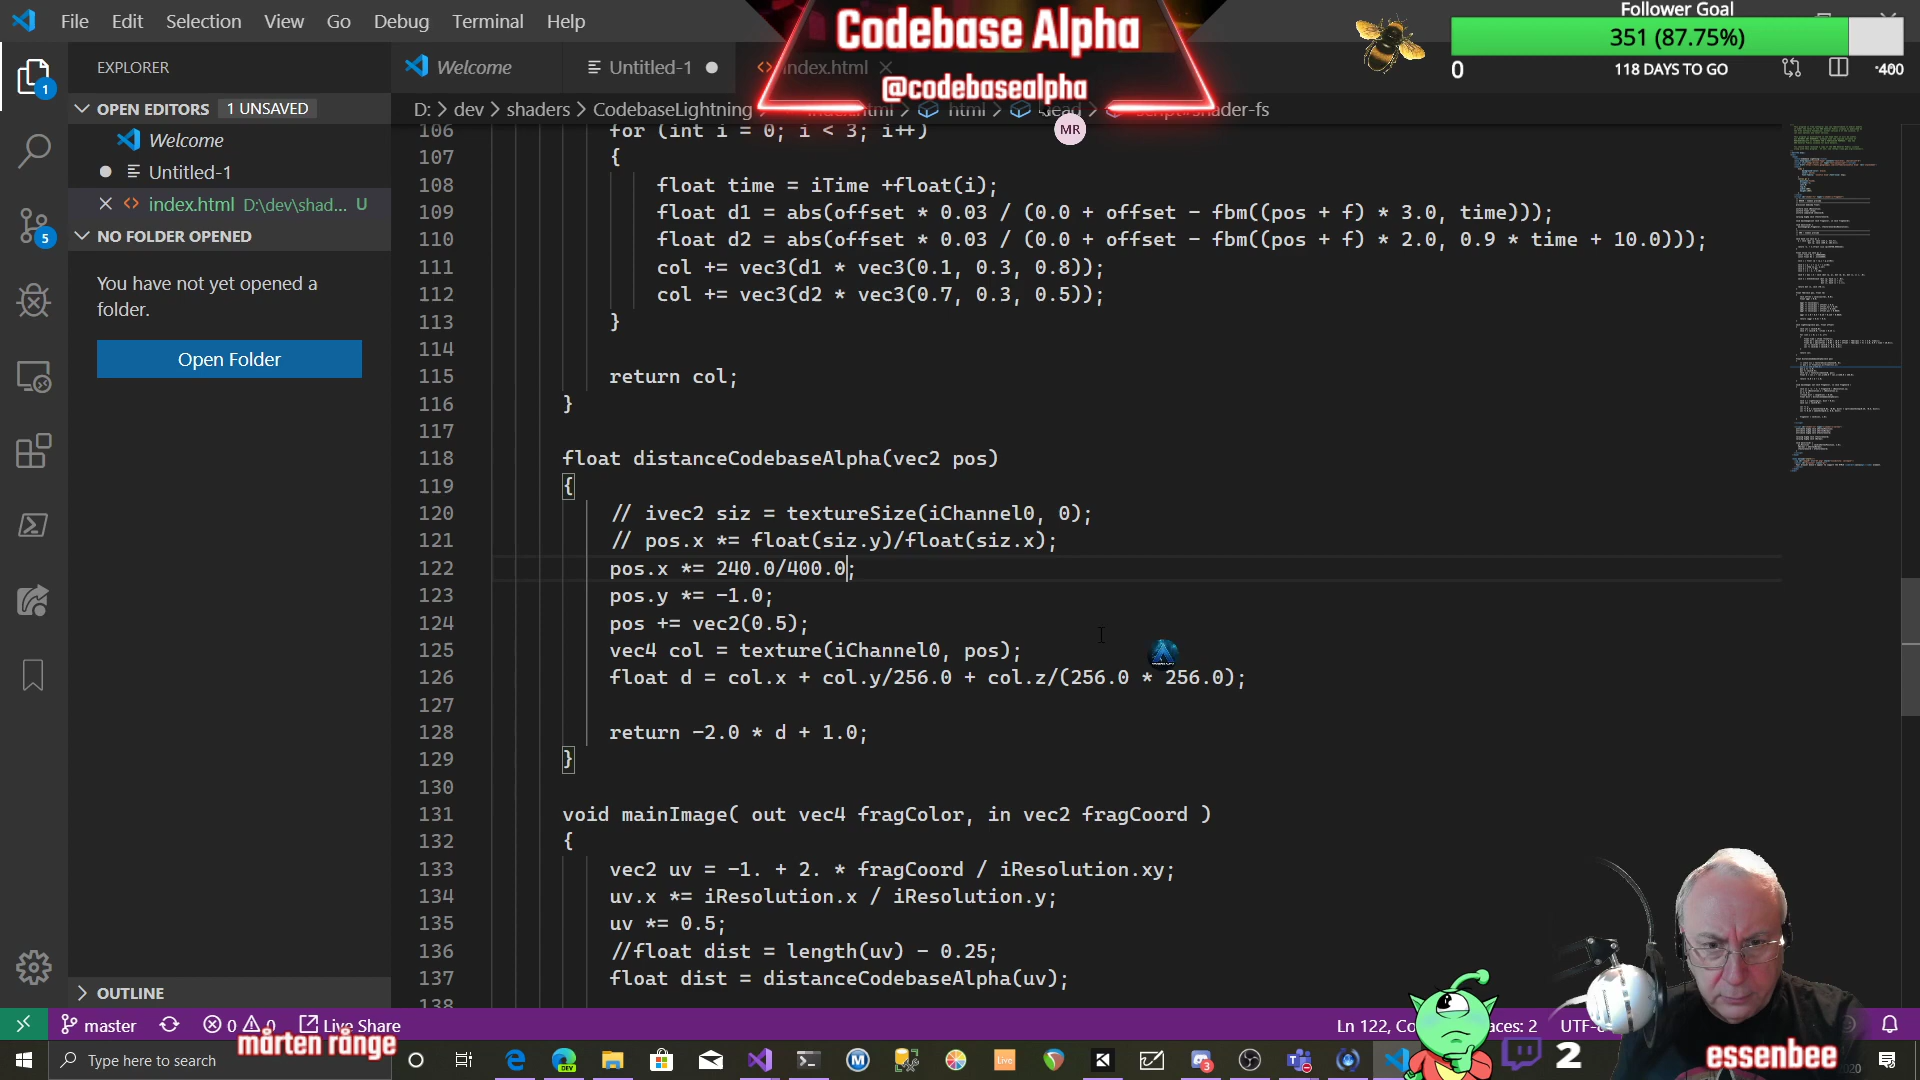 File Edit Selection View Go Debug Terminal Help
Codebase Alpha
@codebasealpha
Follower Goal
351 (87.75%)
0
118 DAYS TO GO
400
EXPLORER
OPEN EDITORS 1 UNSAVED
Welcome
Untitled-1
index.html D:\dev\shad... U
NO FOLDER OPENED
You have not yet opened a
folder.
Open Folder
OUTLINE
1
5
Welcome
Untitled-1
index.html
D: > dev > shaders > CodebaseLightning > index.html > html > head > script#shader-fs
MR
106 for (int i = 0; i < 3; i++)
107 {
108 float time = iTime +float(i);
109 float d1 = abs(offset * 0.03 / (0.0 + offset - fbm((pos + f) * 3.0, time)));
110 float d2 = abs(offset * 0.03 / (0.0 + offset - fbm((pos + f) * 2.0, 0.9 * time + 10.0)));
111 col += vec3(d1 * vec3(0.1, 0.3, 0.8));
112 col += vec3(d2 * vec3(0.7, 0.3, 0.5));
113 }
114
115 return col;
116 }
117
118 float distanceCodebaseAlpha(vec2 pos)
119 {
120 // ivec2 siz = textureSize(iChannel0, 0);
121 // pos.x *= float(siz.y)/float(siz.x);
122 pos.x *= 240.0/400.0;
123 pos.y *= -1.0;
124 pos += vec2(0.5);
125 vec4 col = texture(iChannel0, pos);
126 float d = col.x + col.y/256.0 + col.z/(256.0 * 256.0);
127
128 return -2.0 * d + 1.0;
129 }
130
131 void mainImage( out vec4 fragColor, in vec2 fragCoord )
132 {
133 vec2 uv = -1. + 2. * fragCoord / iResolution.xy;
134 uv.x *= iResolution.x / iResolution.y;
135 uv *= 0.5;
136 //float dist = length(uv) - 0.25;
137 float dist = distanceCodebaseAlpha(uv);
138
master 0 0 Live Share
Ln 122, Co
aces: 2
UTF-8
mårten rånge
Type here to search
DEV
Live
3
2
essenbee
2020